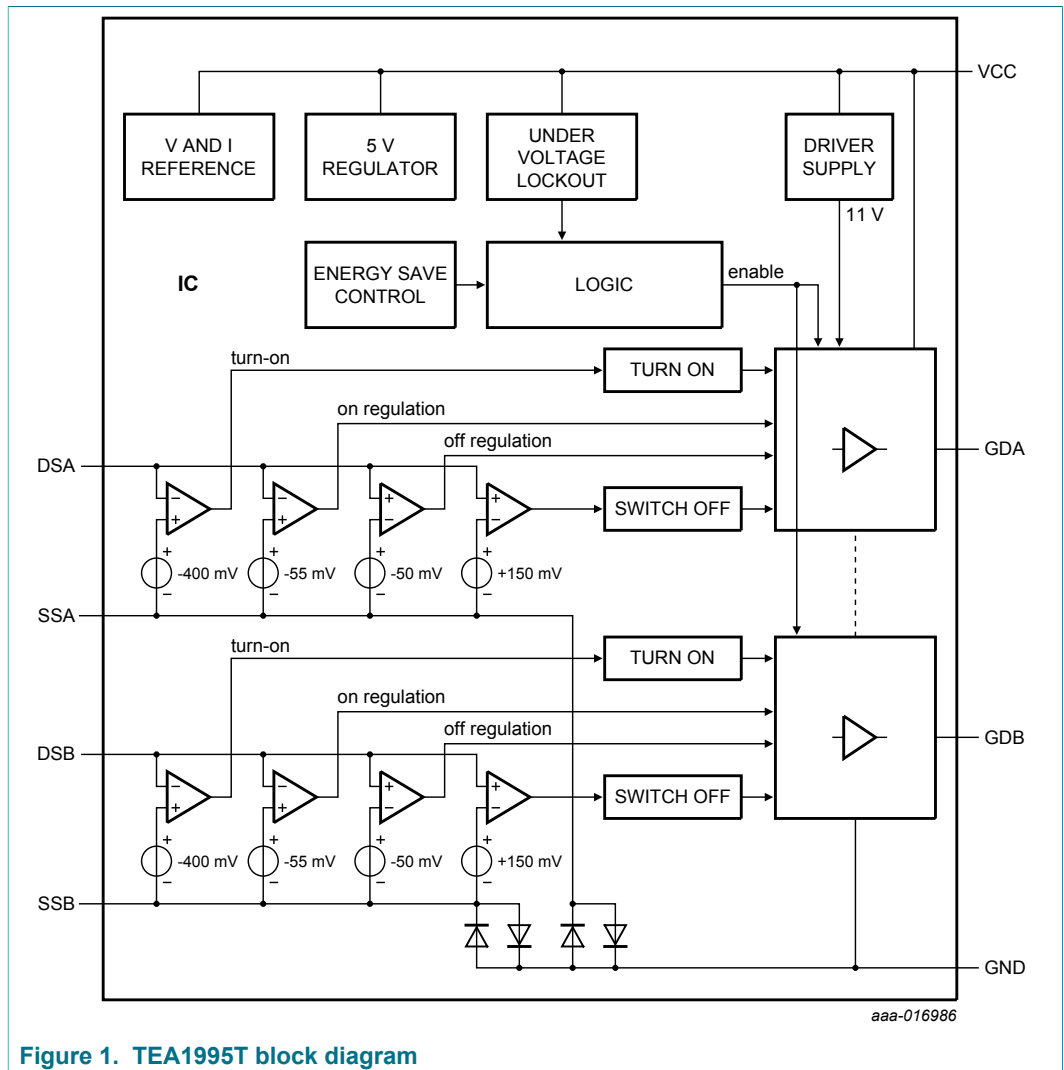 VCC
V AND I
REFERENCE
5 V
REGULATOR
UNDER
VOLTAGE
LOCKOUT
DRIVER
SUPPLY
11 V
IC
ENERGY SAVE
CONTROL
LOGIC
enable
turn-on
TURN ON
on regulation
off regulation
DSA
GDA
- - + +
+ + - -
SWITCH OFF
+ + + +
-400 mV -55 mV -50 mV +150 mV
- - - -
SSA
turn-on
TURN ON
on regulation
off regulation
DSB
GDB
- - + +
+ + - -
SWITCH OFF
+ + + +
-400 mV -55 mV -50 mV +150 mV
- - - -
SSB
GND
aaa-016986
Figure 1. TEA1995T block diagram